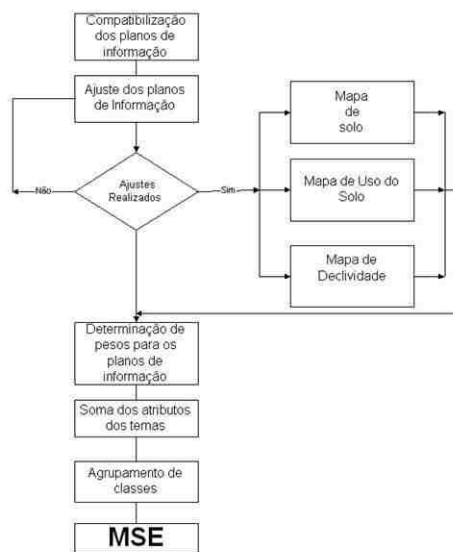 Compatibilização
dos planos de
informação
Ajuste dos planos
de Informação
Não
Ajustes
Realizados
Sim
Mapa
de
solo
Mapa de Uso do
Solo
Mapa de
Declividade
Determinação de
pesos para os
planos de
informação
Soma dos atributos
dos temas
Agrupamento de
classes
MSE